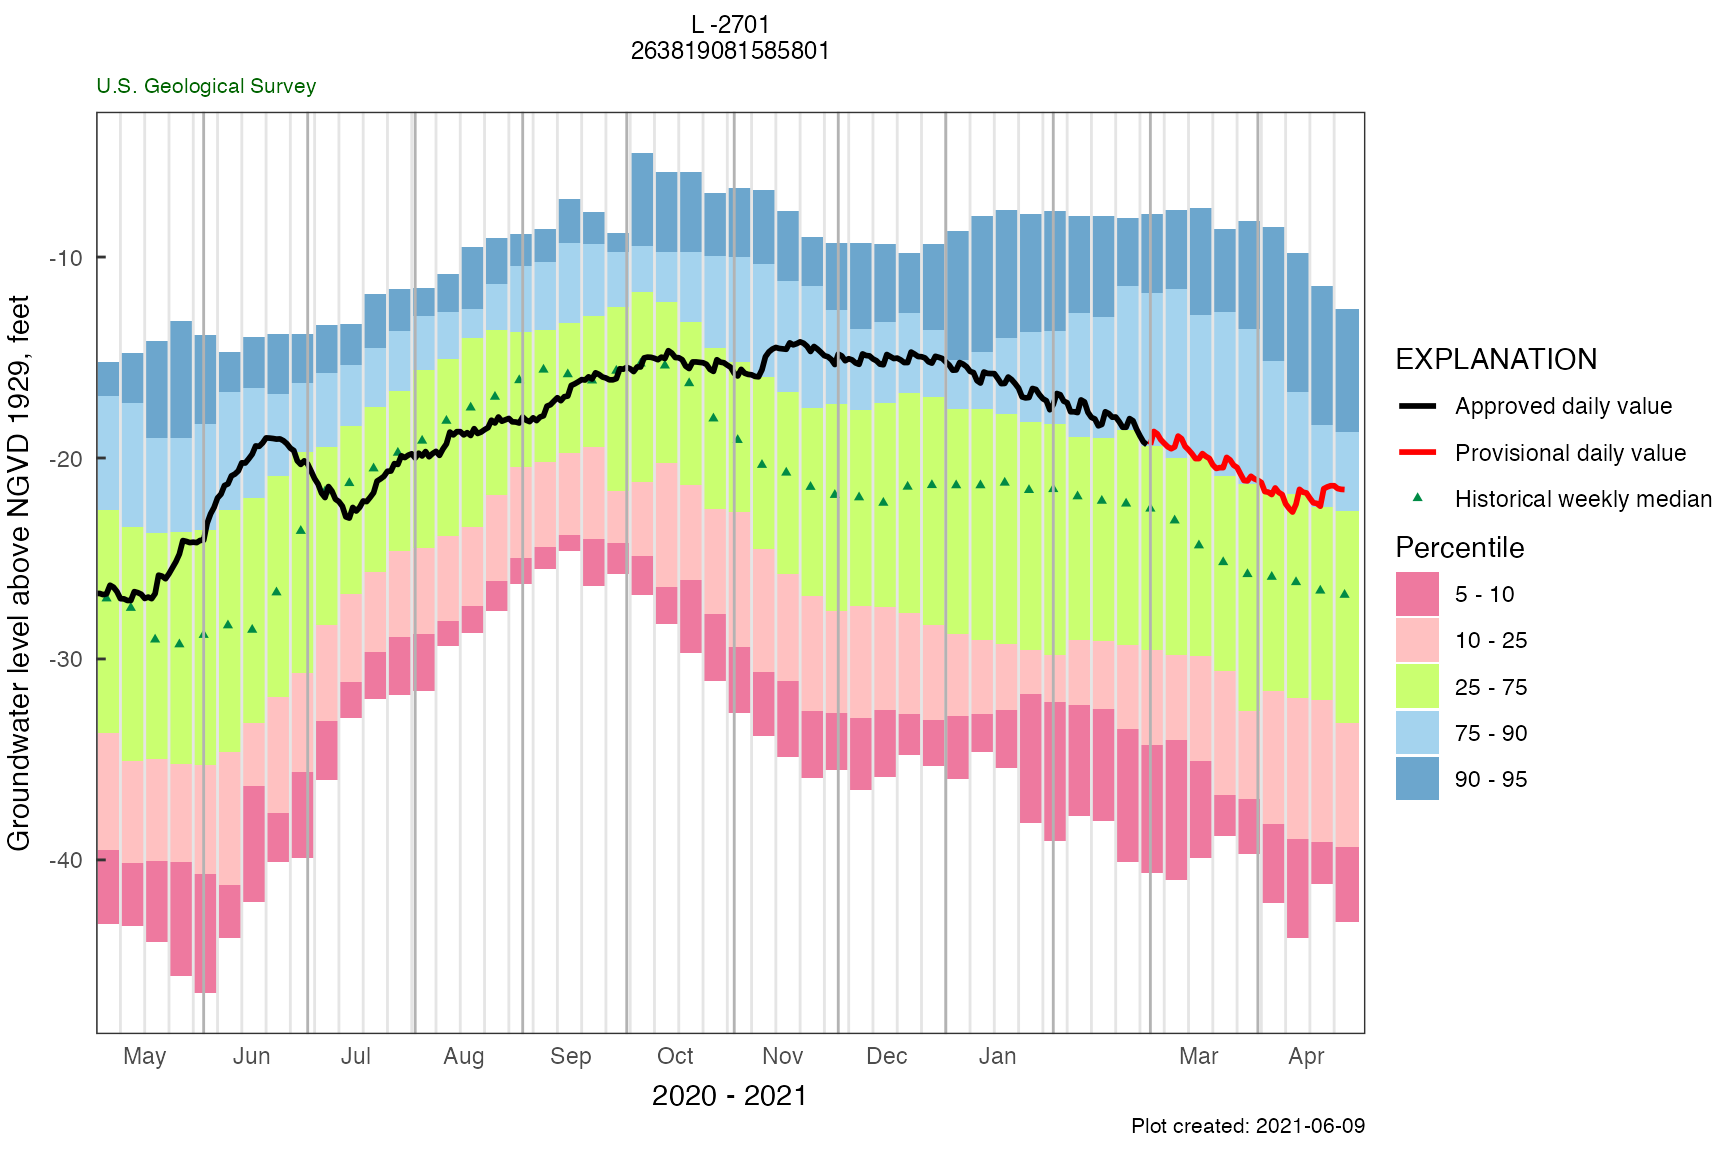 L -2701
263819081585801
U.S. Geological Survey
Groundwater level above NGVD 1929, feet
-10
-20
-30
-40
May Jun Jul Aug Sep Oct Nov Dec Jan Mar Apr
2020 - 2021
EXPLANATION
Approved daily value
Provisional daily value
Historical weekly median
Percentile
5 - 10
10 - 25
25 - 75
75 - 90
90 - 95
Plot created: 2021-06-09